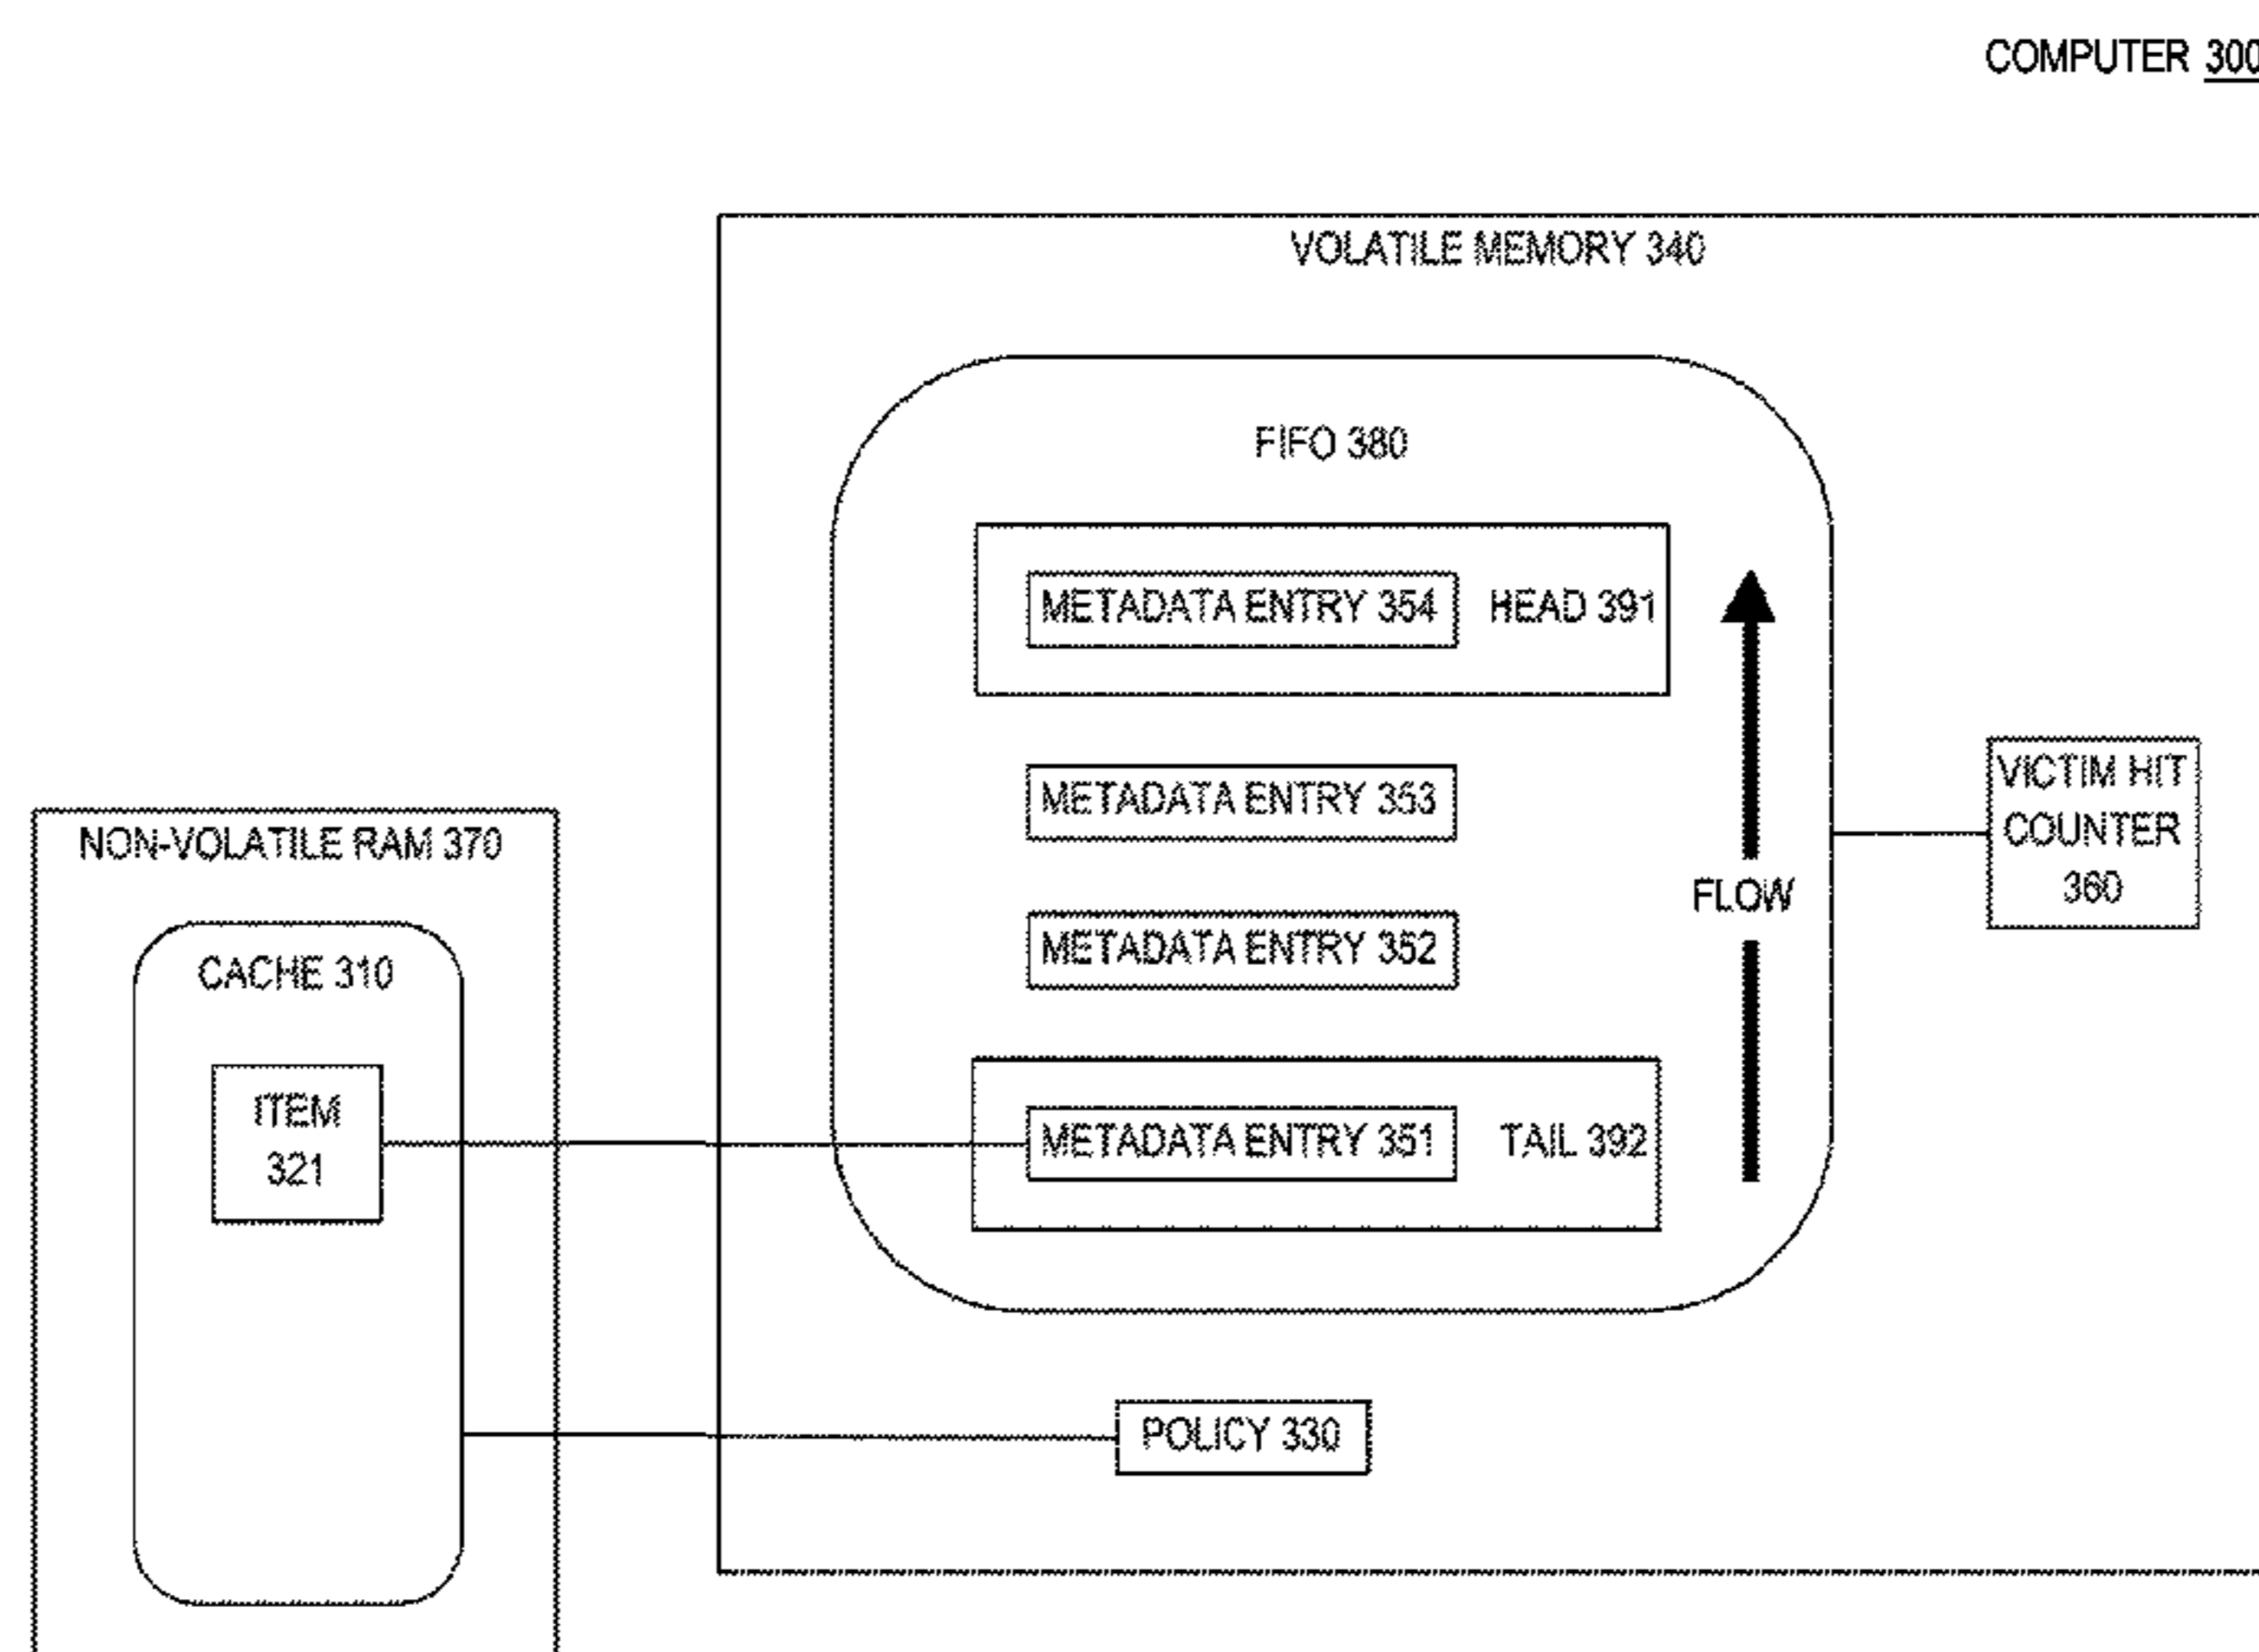 COMPUTER 300
VOLATILE MEMORY 340
FIFO 380
METADATA ENTRY 354
HEAD 391
METADATA ENTRY 353
VICTIM HIT
COUNTER
360
NON-VOLATILE RAM 370
FLOW
METADATA ENTRY 352
CACHE 310
ITEM
321
METADATA ENTRY 351
TAIL 392
POLICY 330